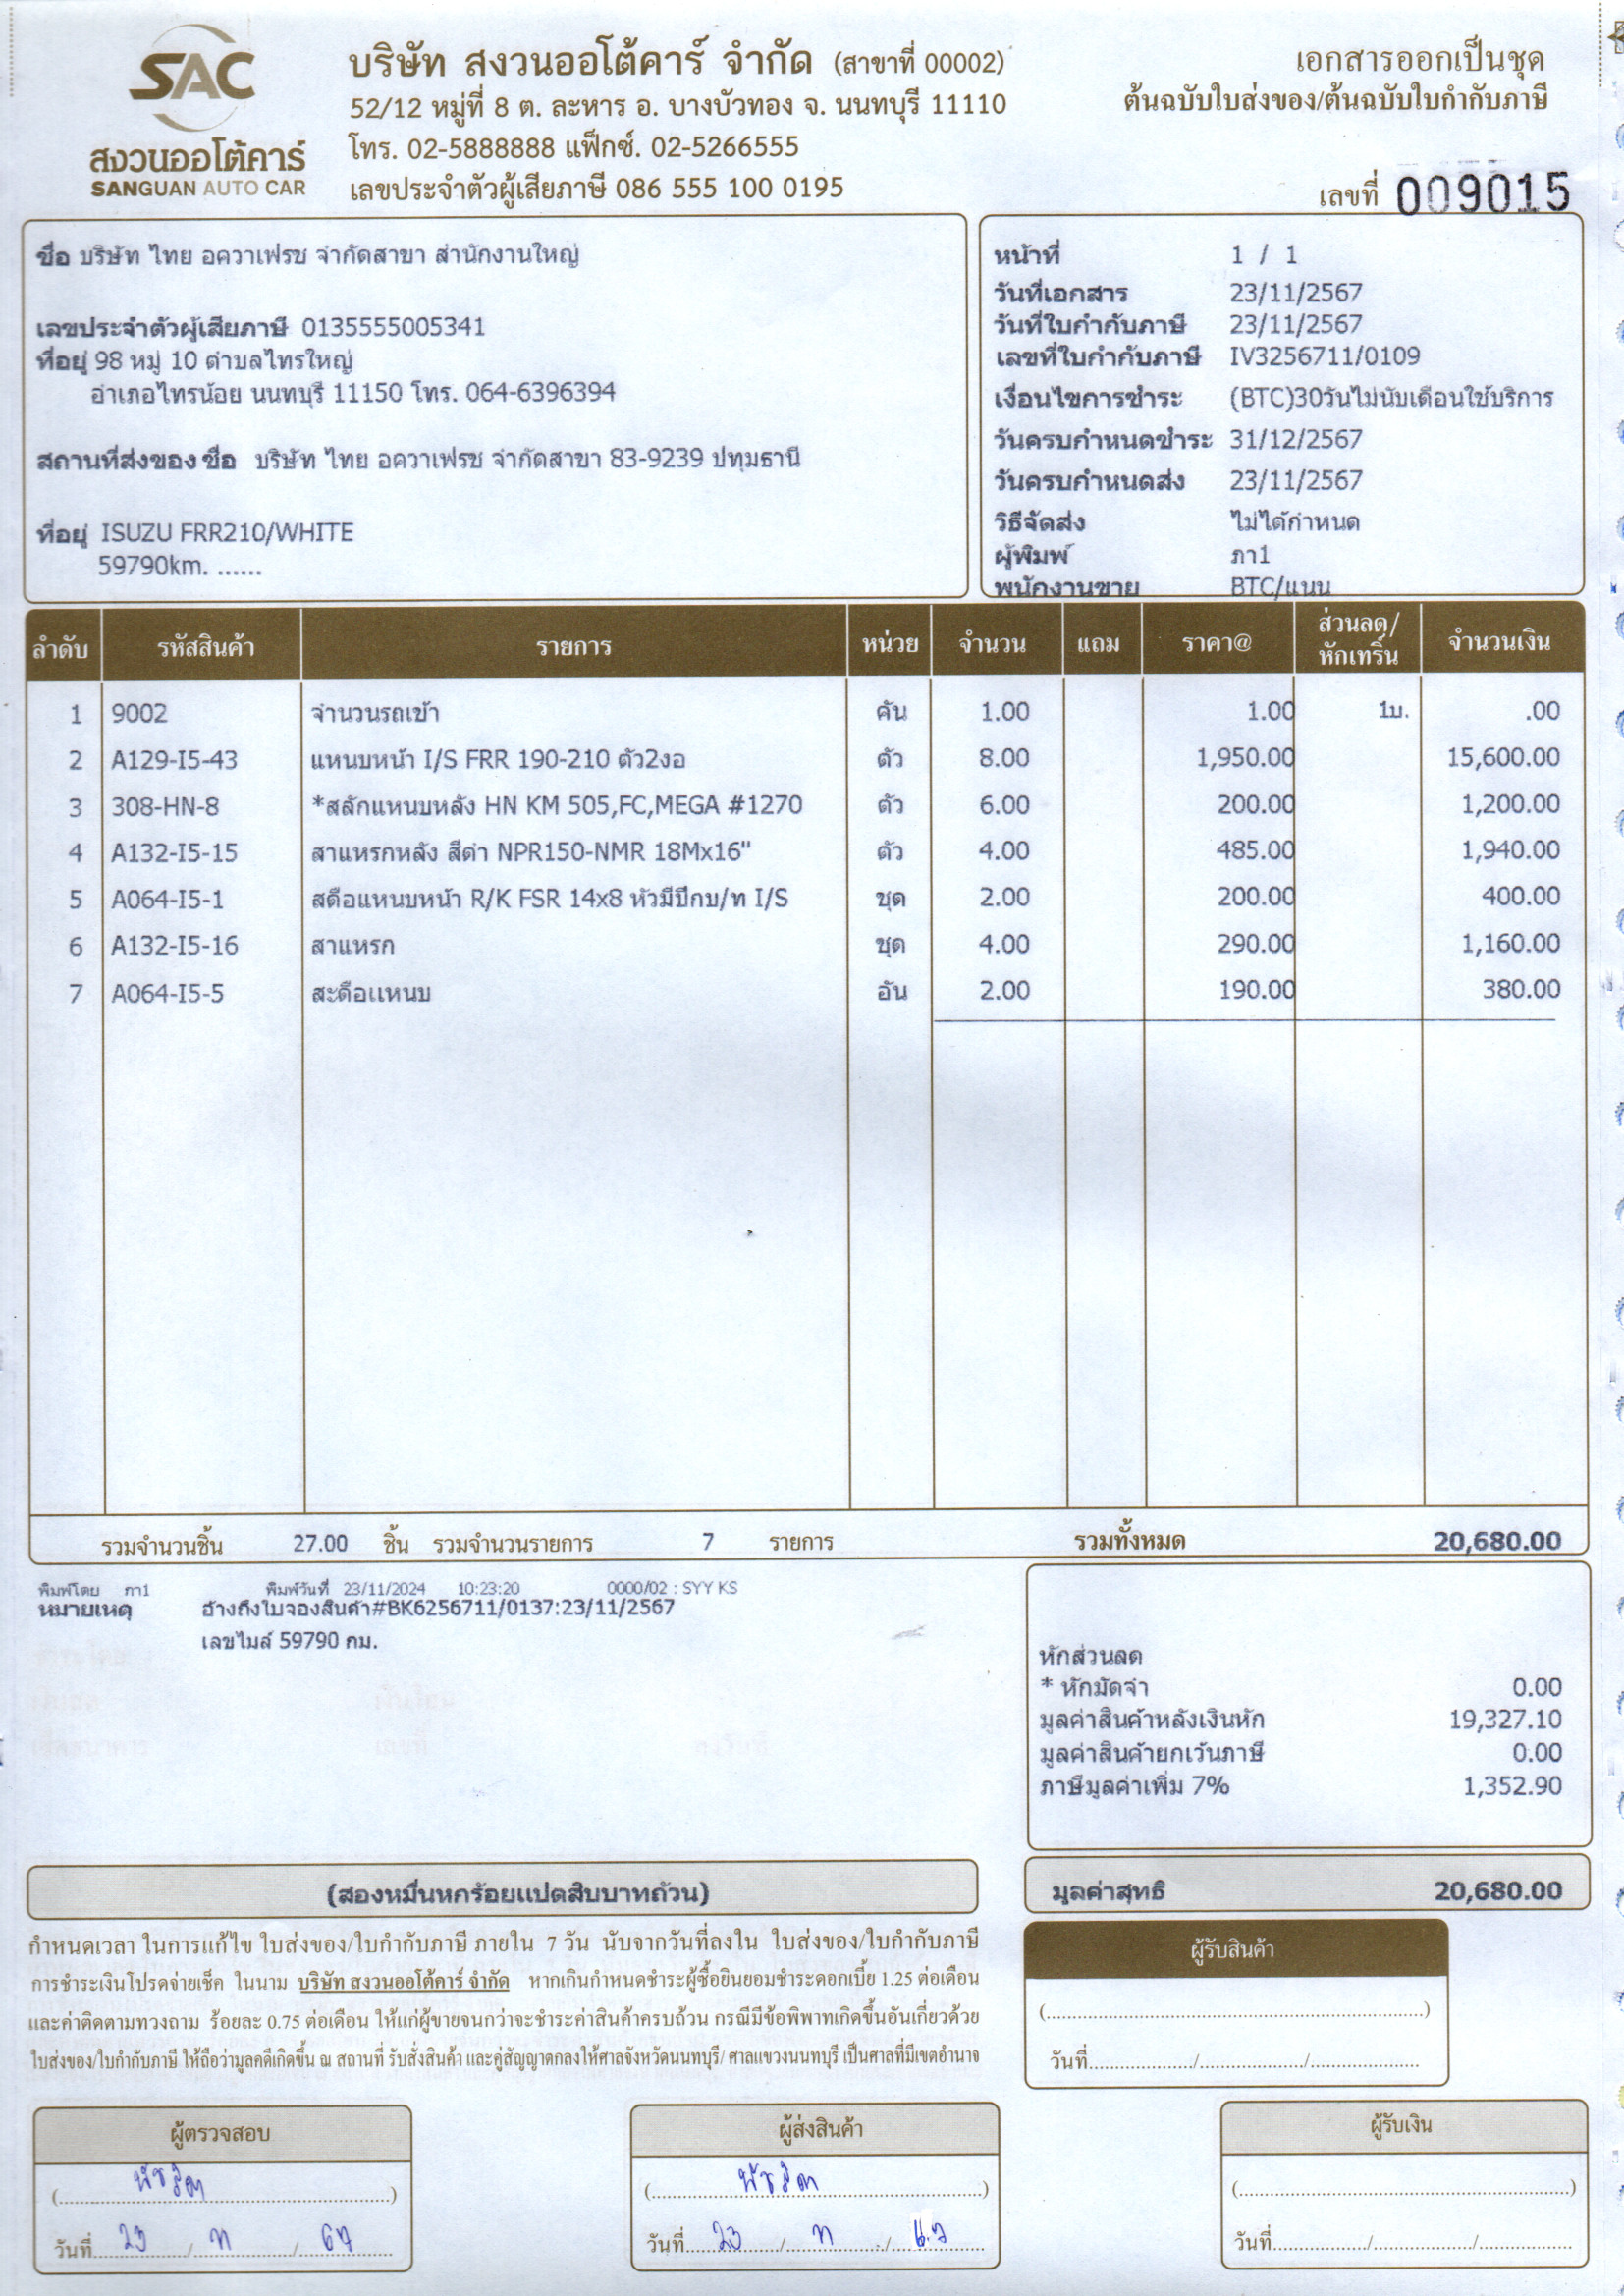 SAC
สงวนออโต้คาร์
SANGUAN AUTO CAR
บริษัท สงวนออโต้คาร์ จำกัด (สาขาที่ 00002)
52/12 หมู่ที่ 8 ต. ละหาร อ. บางบัวทอง จ. นนทบุรี 11110
โทร. 02-5888888 แฟ็กซ์. 02-5266555
เลขประจำตัวผู้เสียภาษี 086 555 100 0195
เอกสารออกเป็นชุด
ต้นฉบับใบส่งของ/ต้นฉบับใบกำกับภาษี
เลขที่ 009015
ชื่อ บริษัท ไทย อควาเฟรช จำกัดสาขา สำนักงานใหญ่
เลขประจำตัวผู้เสียภาษี 0135555005341
ที่อยู่ 98 หมู่ 10 ตำบลไทรใหญ่
อำเภอไทรน้อย นนทบุรี 11150 โทร. 064-6396394
สถานที่ส่งของ ชื่อ บริษัท ไทย อควาเฟรช จำกัดสาขา 83-9239 ปทุมธานี
ที่อยู่ ISUZU FRR210/WHITE
59790km. ......
หน้าที่ 1 / 1
วันที่เอกสาร 23/11/2567
วันที่ใบกำกับภาษี 23/11/2567
เลขที่ใบกำกับภาษี IV3256711/0109
เงื่อนไขการชำระ (BTC)30วันไม่นับเดือนใช้บริการ
วันครบกำหนดชำระ 31/12/2567
วันครบกำหนดส่ง 23/11/2567
วิธีจัดส่ง ไม่ได้กำหนด
ผู้พิมพ์ ภา1
พนักงานขาย BTC/แนน
ลำดับ รหัสสินค้า รายการ หน่วย จำนวน แถม ราคา@ ส่วนลด/หักเทริ์น จำนวนเงิน
1 9002 จำนวนรถเข้า คัน 1.00 1.00 1บ. .00
2 A129-I5-43 แหนบหน้า I/S FRR 190-210 ตัว2งอ ตัว 8.00 1,950.00 15,600.00
3 308-HN-8 *สลักแหนบหลัง HN KM 505,FC,MEGA #1270 ตัว 6.00 200.00 1,200.00
4 A132-I5-15 สาแหรกหลัง สีดำ NPR150-NMR 18Mx16" ตัว 4.00 485.00 1,940.00
5 A064-I5-1 สดือแหนบหน้า R/K FSR 14x8 หัวมีปีกบ/ท I/S ชุด 2.00 200.00 400.00
6 A132-I5-16 สาแหรก ชุด 4.00 290.00 1,160.00
7 A064-I5-5 สะดือแหนบ อัน 2.00 190.00 380.00
รวมจำนวนชิ้น 27.00 ชิ้น รวมจำนวนรายการ 7 รายการ รวมทั้งหมด 20,680.00
พิมพ์โดย ภา1 พิมพ์วันที่ 23/11/2024 10:23:20 0000/02 : SYY KS
หมายเหตุ อ้างถึงใบจองสินค้า#BK6256711/0137:23/11/2567
เลขไมล์ 59790 กม.
หักส่วนลด
* หักมัดจำ 0.00
มูลค่าสินค้าหลังเงินหัก 19,327.10
มูลค่าสินค้ายกเว้นภาษี 0.00
ภาษีมูลค่าเพิ่ม 7% 1,352.90
(สองหมื่นหกร้อยแปดสิบบาทถ้วน)
มูลค่าสุทธิ 20,680.00
กำหนดเวลา ในการแก้ไข ใบส่งของ/ใบกำกับภาษี ภายใน 7 วัน นับจากวันที่ลงใน ใบส่งของ/ใบกำกับภาษี
การชำระเงินโปรดจ่ายเช็ค ในนาม บริษัท สงวนออโต้คาร์ จำกัด หากเกินกำหนดชำระผู้ซื้อยินยอมชำระดอกเบี้ย 1.25 ต่อเดือน
และค่าติดตามทวงถาม ร้อยละ 0.75 ต่อเดือน ให้แก่ผู้ขายจนกว่าจะชำระค่าสินค้าครบถ้วน กรณีมีข้อพิพาทเกิดขึ้นอันเกี่ยวด้วย
ใบส่งของ/ใบกำกับภาษี ให้ถือว่ามูลคดีเกิดขึ้น ณ สถานที่ รับสั่งสินค้า และคู่สัญญาตกลงให้ศาลจังหวัดนนทบุรี/ ศาลแขวงนนทบุรี เป็นศาลที่มีเขตอำนาจ
ผู้รับสินค้า
(..............................)
วันที่............/............/............
ผู้ตรวจสอบ
ผู้ส่งสินค้า
ผู้รับเงิน
วันที่ 23 / 11 / 67
วันที่ 23 / 11 / 67
วันที่............/............/............